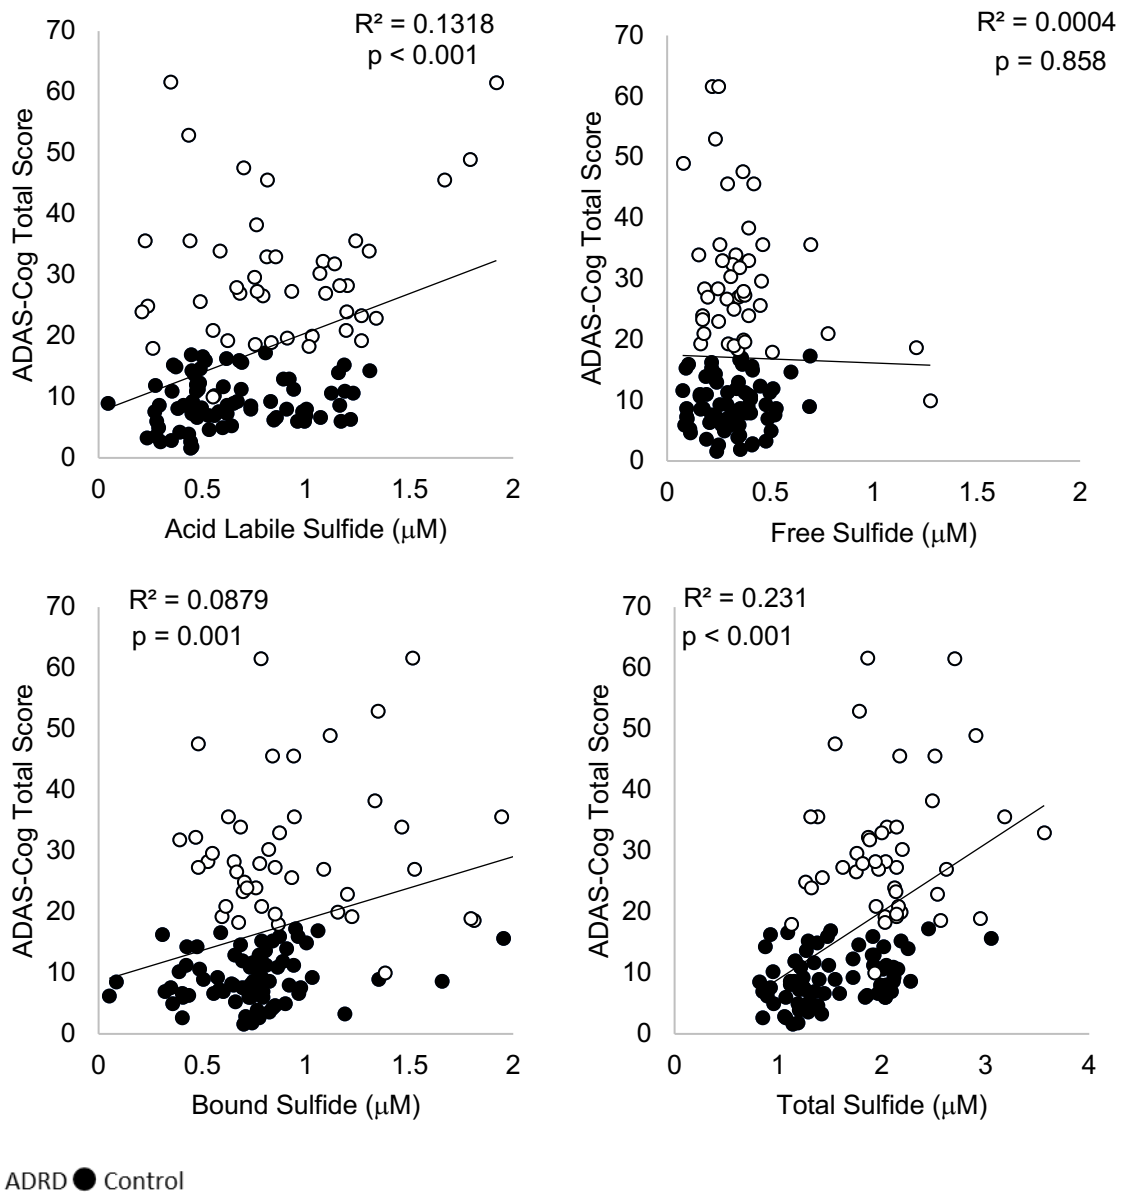 R² = 0.1318
p < 0.001
70
60
50
40
30
20
10
0
ADAS-Cog Total Score
0 0.5 1 1.5 2
Acid Labile Sulfide (μM)
R² = 0.0004
p = 0.858
70
60
50
40
30
20
10
0
ADAS-Cog Total Score
0 0.5 1 1.5 2
Free Sulfide (μM)
R² = 0.0879
p = 0.001
70
60
50
40
30
20
10
0
ADAS-Cog Total Score
0 0.5 1 1.5 2
Bound Sulfide (μM)
R² = 0.231
p < 0.001
70
60
50
40
30
20
10
0
ADAS-Cog Total Score
0 1 2 3 4
Total Sulfide (μM)
ADRD Control